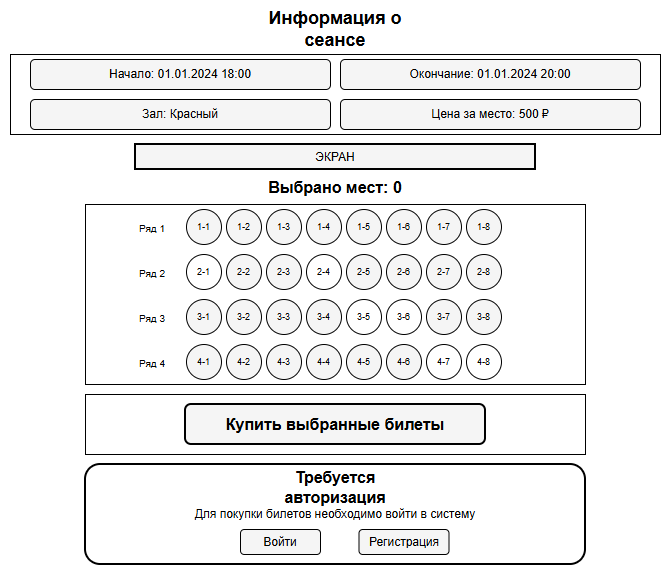 Информация о
сеансе
Начало: 01.01.2024 18:00
Окончание: 01.01.2024 20:00
Зал: Красный
Цена за место: 500 ₽
ЭКРАН
Выбрано мест: 0
Ряд 1 1-1 1-2 1-3 1-4 1-5 1-6 1-7 1-8
Ряд 2 2-1 2-2 2-3 2-4 2-5 2-6 2-7 2-8
Ряд 3 3-1 3-2 3-3 3-4 3-5 3-6 3-7 3-8
Ряд 4 4-1 4-2 4-3 4-4 4-5 4-6 4-7 4-8
Купить выбранные билеты
Требуется
авторизация
Для покупки билетов необходимо войти в систему
Войти
Регистрация